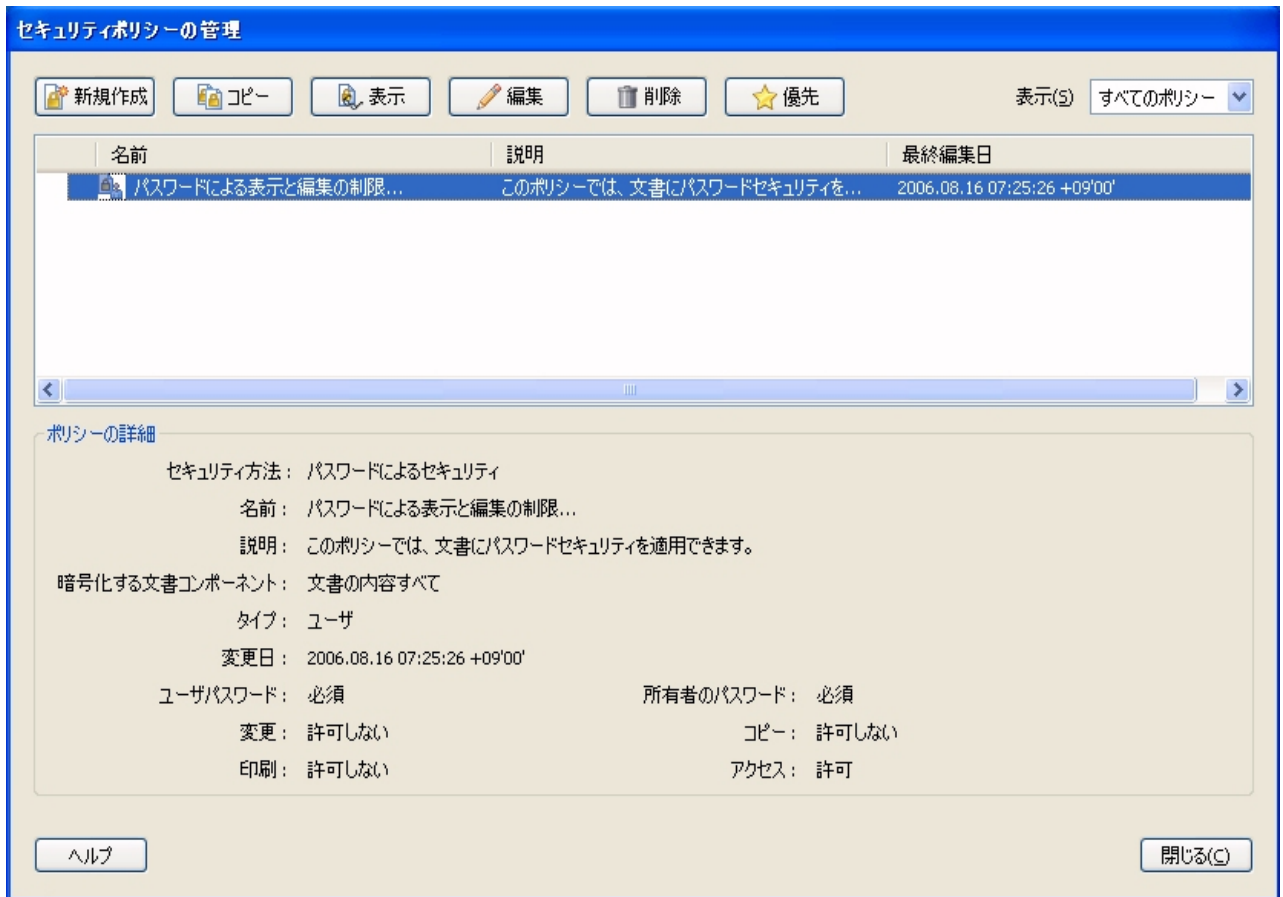 セキュリティポリシーの管理
新規作成 コピー 表示 編集 削除 優先 表示(S) すべてのポリシー
名前 説明 最終編集日
パスワードによる表示と編集の制限... このポリシーでは、文書にパスワードセキュリティを... 2006.08.16 07:25:26 +09'00'
ポリシーの詳細
セキュリティ方法： パスワードによるセキュリティ
名前： パスワードによる表示と編集の制限...
説明： このポリシーでは、文書にパスワードセキュリティを適用できます。
暗号化する文書コンポーネント： 文書の内容すべて
タイプ： ユーザ
変更日： 2006.08.16 07:25:26 +09'00'
ユーザパスワード： 必須 所有者のパスワード： 必須
変更： 許可しない コピー： 許可しない
印刷： 許可しない アクセス： 許可
ヘルプ 閉じる(C)